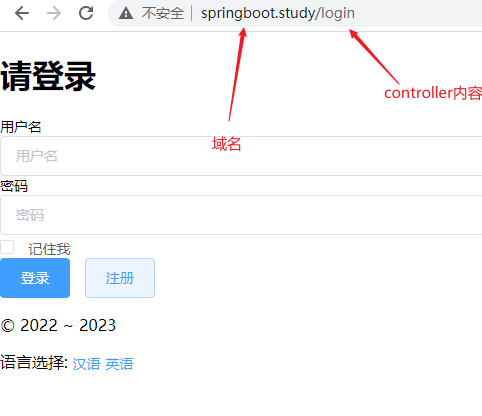 不安全 springboot.study/login
controller内容
域名
请登录
用户名
用户名
密码
密码
记住我
登录 注册
© 2022 ~ 2023
语言选择: 汉语 英语